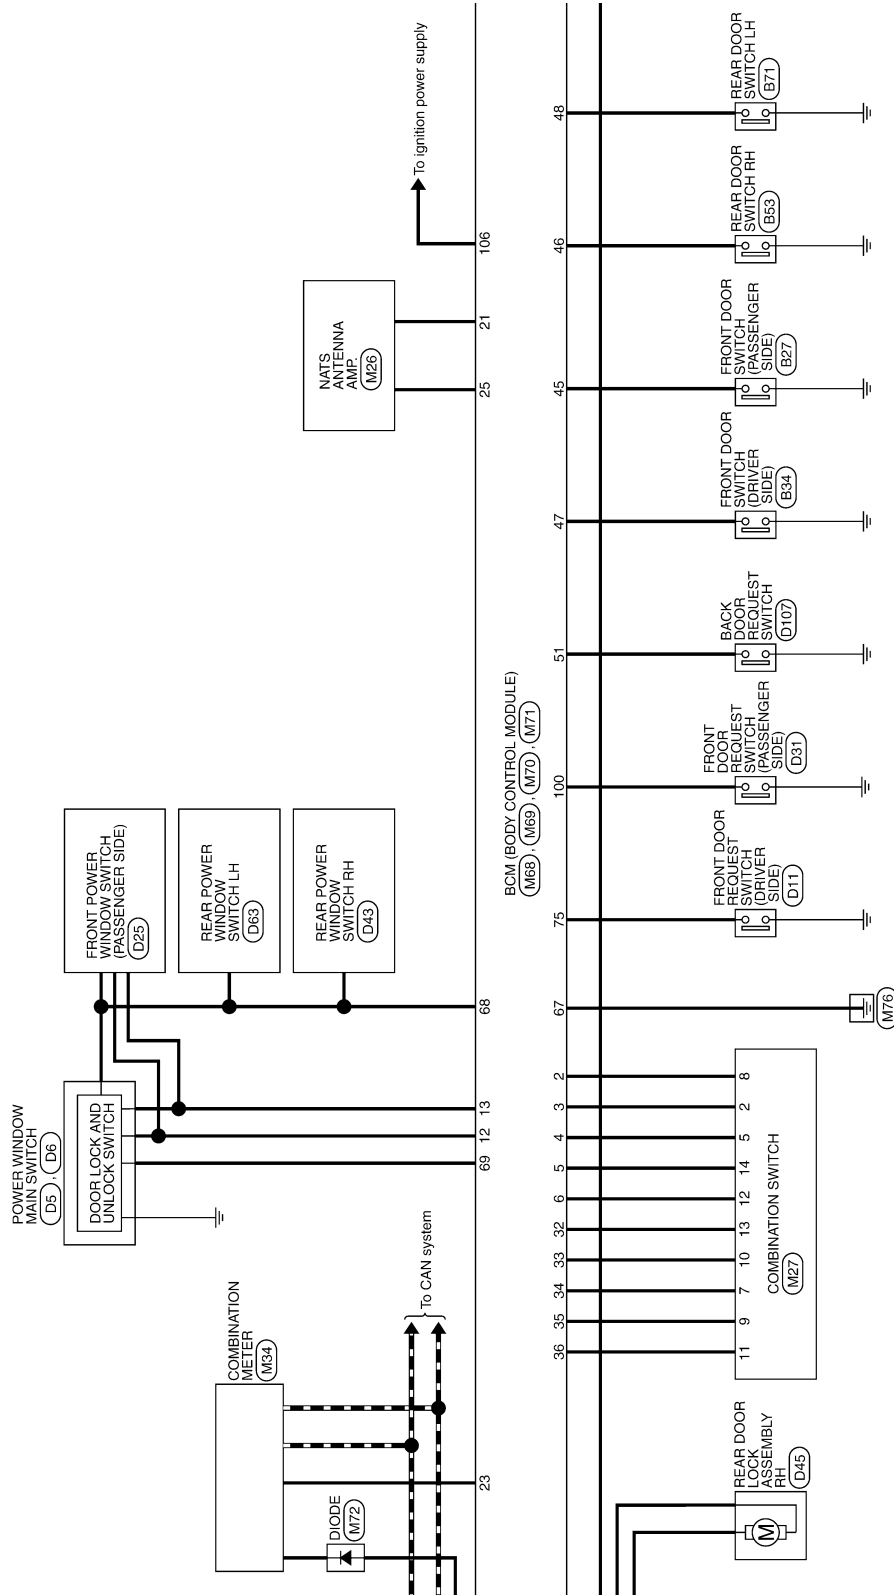 POWER WINDOW
MAIN SWITCH
D5 , D6
DOOR LOCK AND
UNLOCK SWITCH
FRONT POWER
WINDOW SWITCH
(PASSENGER SIDE)
D25
REAR POWER
WINDOW
SWITCH LH
D63
REAR POWER
WINDOW
SWITCH RH
D43
NATS
ANTENNA
AMP.
M26
To ignition power supply
COMBINATION
METER
M34
DIODE
M72
To CAN system
23
69
12
13
68
25
21
106
BCM (BODY CONTROL MODULE)
M68 , M69 , M70 , M71
36
35
34
33
32
6
5
4
3
2
67
75
100
51
47
45
46
48
REAR DOOR
LOCK
ASSEMBLY
RH
D45
M
11
9
7
10
13
12
14
5
2
8
COMBINATION SWITCH
M27
M76
FRONT DOOR
REQUEST
SWITCH
(DRIVER
SIDE)
D11
FRONT
DOOR
REQUEST
SWITCH
(PASSENGER
SIDE)
D31
BACK
DOOR
REQUEST
SWITCH
D107
FRONT DOOR
SWITCH
(DRIVER
SIDE)
B34
FRONT DOOR
SWITCH
(PASSENGER
SIDE)
B27
REAR DOOR
SWITCH RH
B53
REAR DOOR
SWITCH LH
B71